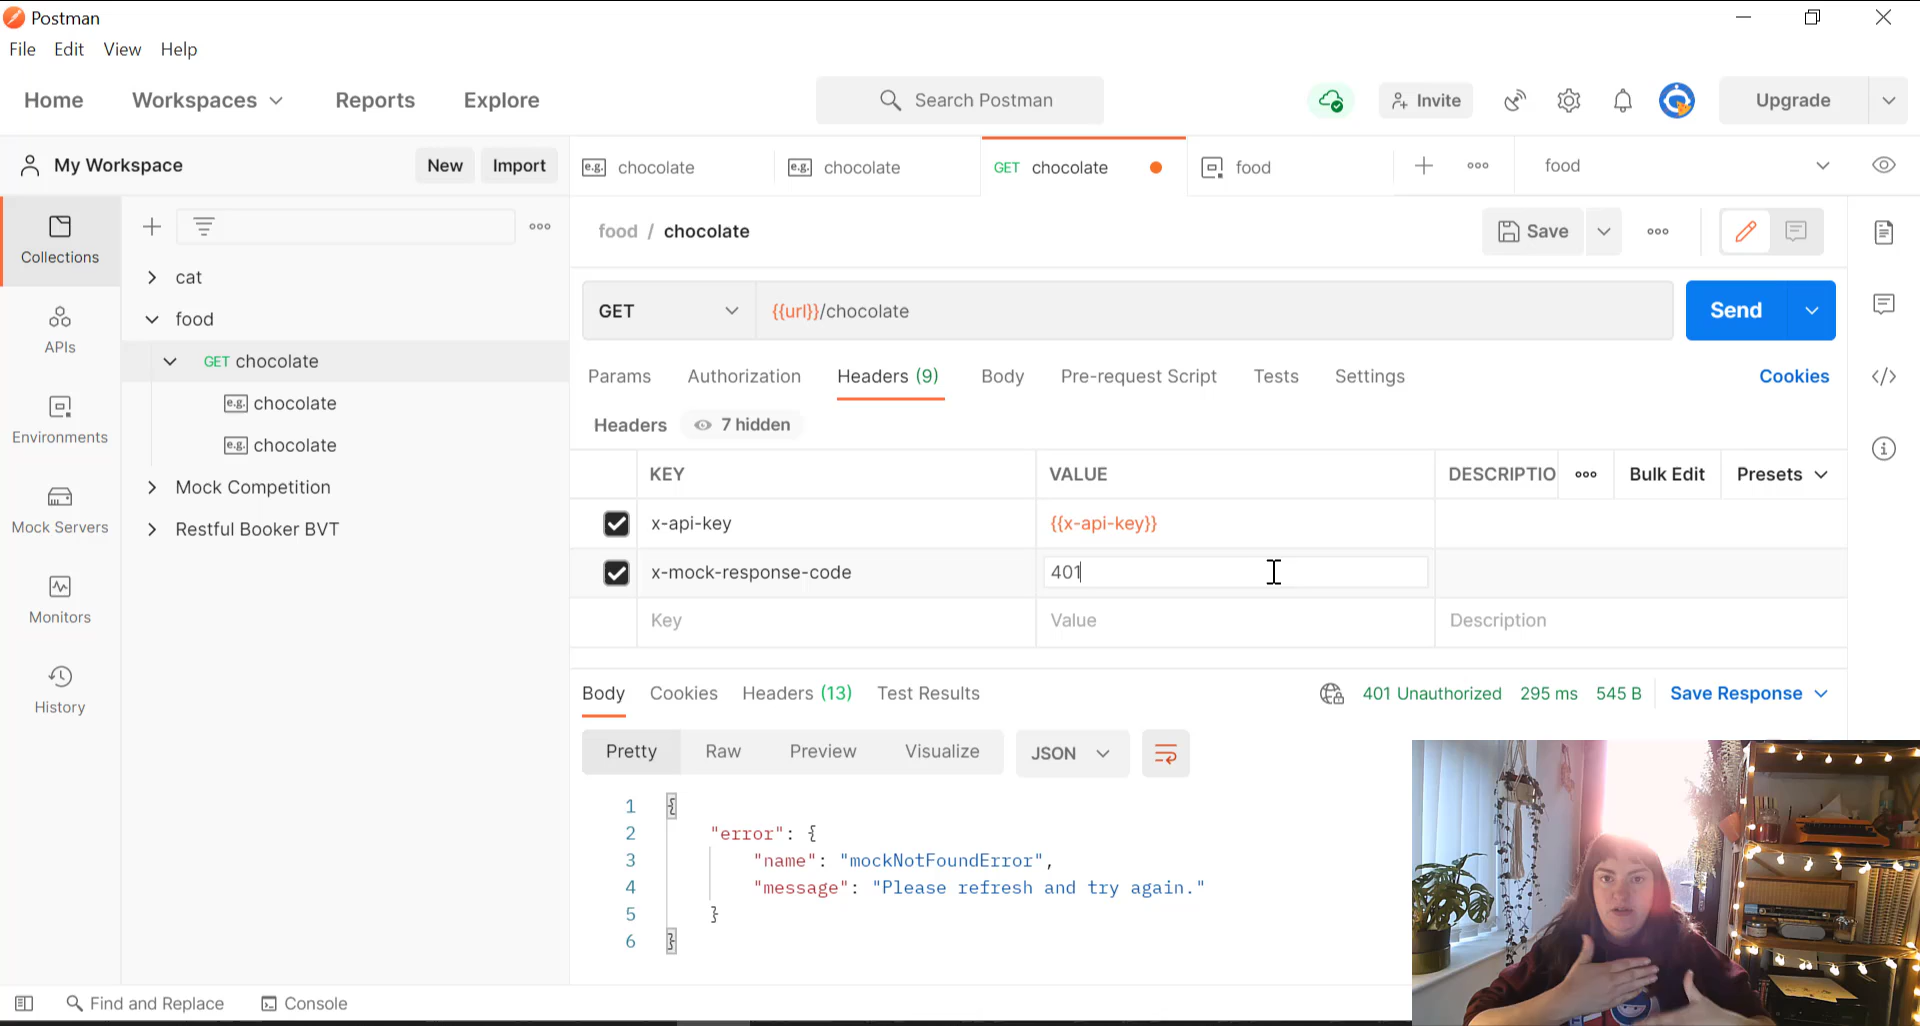 Postman
File Edit View Help
Home Workspaces Reports Explore Search Postman Invite Upgrade
My Workspace New Import
e.g. chocolate e.g. chocolate GET chocolate food food
Collections
food / chocolate Save
cat
food
GET chocolate
e.g. chocolate
e.g. chocolate
Mock Competition
Restful Booker BVT
APIs
Environments
Mock Servers
Monitors
History
GET {{url}}/chocolate Send
Params Authorization Headers (9) Body Pre-request Script Tests Settings Cookies
Headers 7 hidden
KEY VALUE DESCRIPTIO Bulk Edit Presets
x-api-key {{x-api-key}}
x-mock-response-code 401
Key Value Description
Body Cookies Headers (13) Test Results 401 Unauthorized 295 ms 545 B Save Response
Pretty Raw Preview Visualize JSON
1 {
2 "error": {
3 "name": "mockNotFoundError",
4 "message": "Please refresh and try again."
5 }
6 }
Find and Replace Console